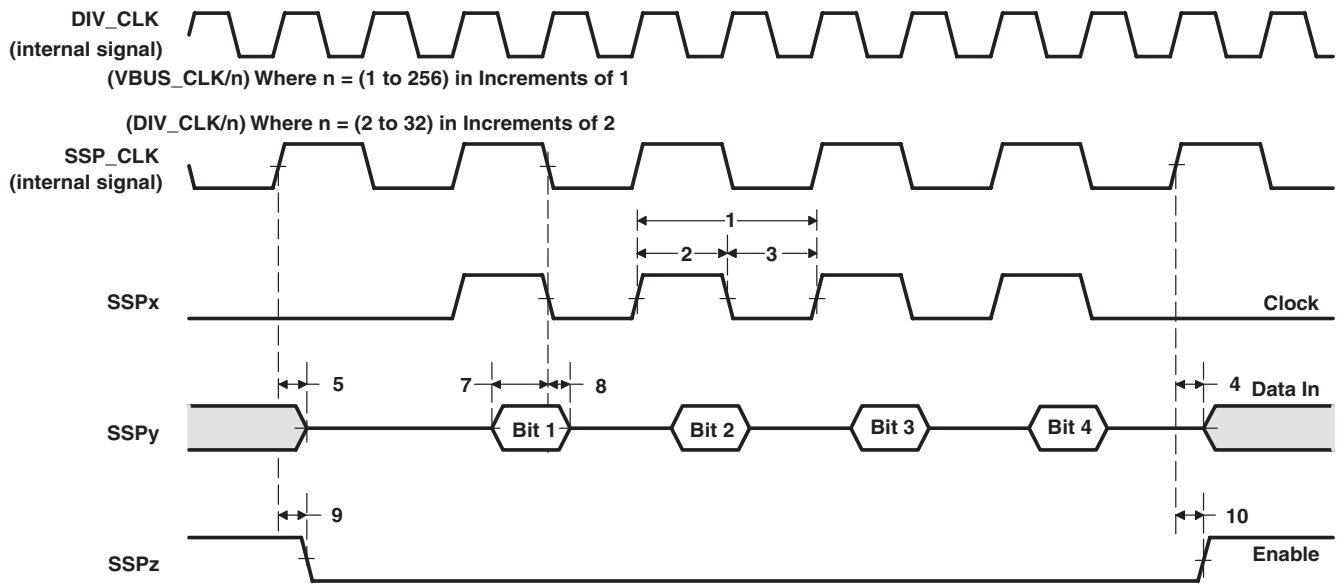 DIV_CLK
(internal signal)
(VBUS_CLK/n) Where n = (1 to 256) in Increments of 1
(DIV_CLK/n) Where n = (2 to 32) in Increments of 2
SSP_CLK
(internal signal)
1
2
3
SSPx
Clock
5
7
8
4
Data In
SSPy
Bit 1
Bit 2
Bit 3
Bit 4
9
10
SSPz
Enable